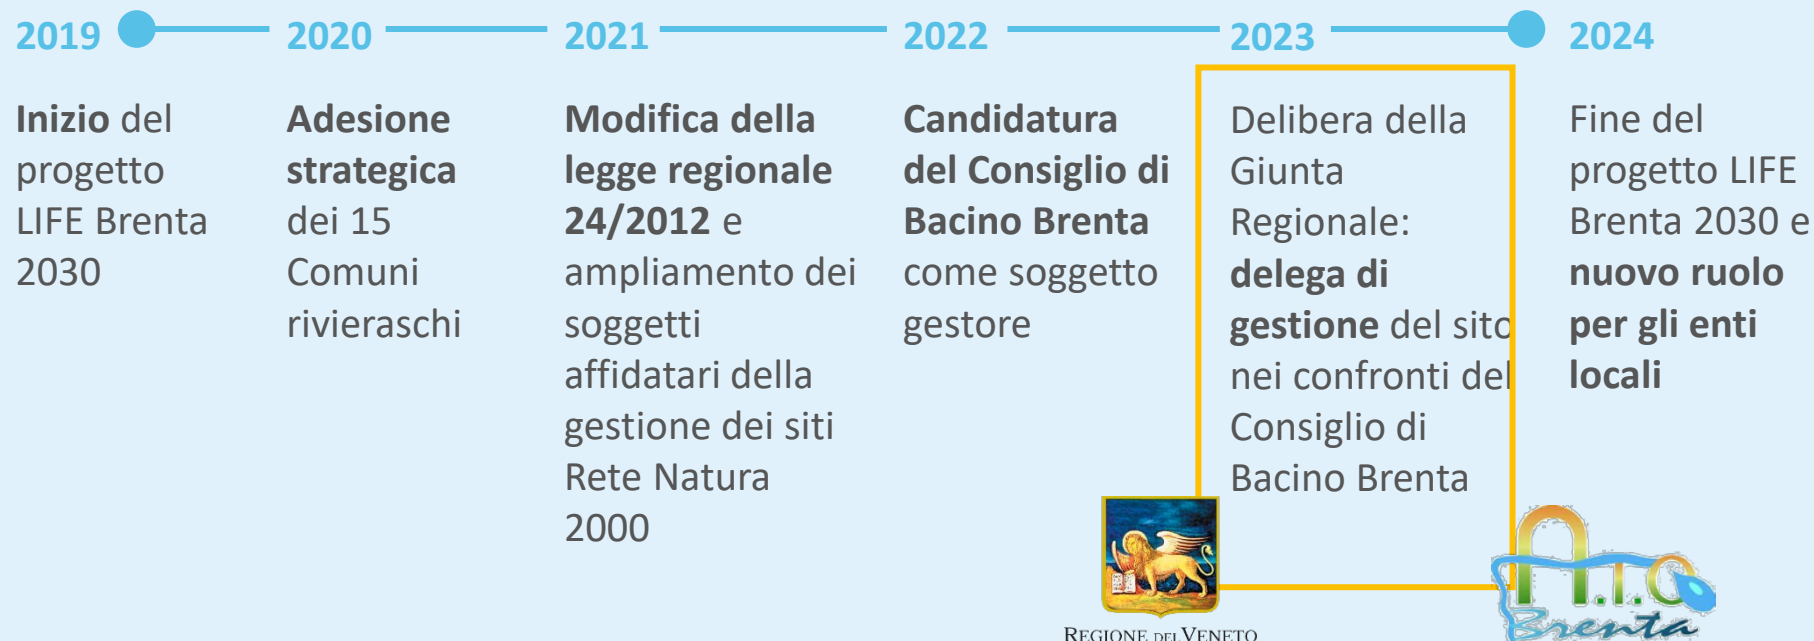 2019
Inizio del
progetto
LIFE Brenta
2030
2020
Adesione
strategica
dei 15
Comuni
rivieraschi
2021
Modifica della
legge regionale
24/2012 e
ampliamento dei
soggetti
affidatari della
gestione dei siti
Rete Natura
2000
2022
Candidatura
del Consiglio di
Bacino Brenta
come soggetto
gestore
2023
Delibera della
Giunta
Regionale:
delega di
gestione del sito
nei confronti del
Consiglio di
Bacino Brenta
2024
Fine del
progetto LIFE
Brenta 2030 e
nuovo ruolo
per gli enti
locali
REGIONE DEL VENETO
A.T.O
Brenta